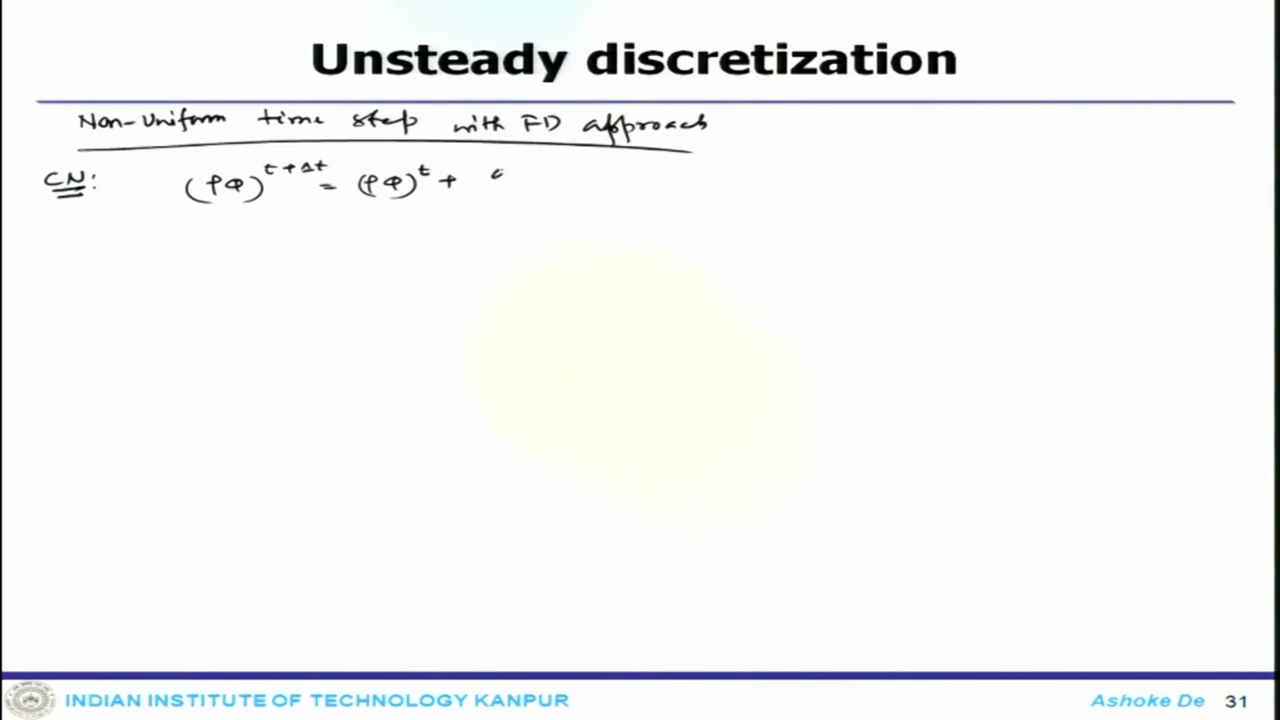 Unsteady discretization
Non-Uniform time step with FD approach
CN: (ρφ)^{t+Δt} = (ρφ)^t +
INDIAN INSTITUTE OF TECHNOLOGY KANPUR
Ashoke De 31